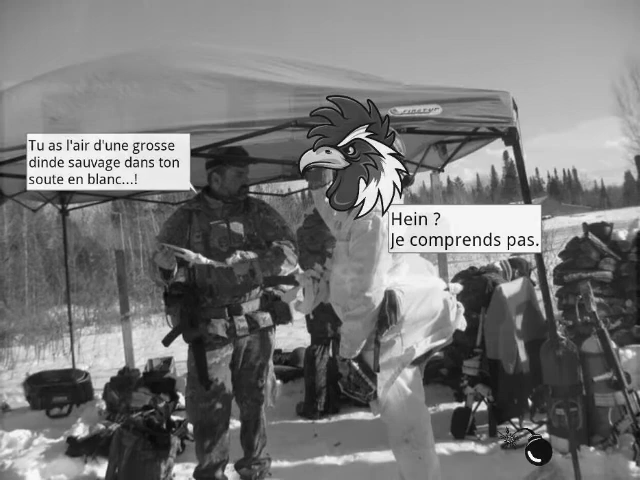 Tu as l'air d'une grosse
dinde sauvage dans ton
soute en blanc...!
Hein ?
Je comprends pas.